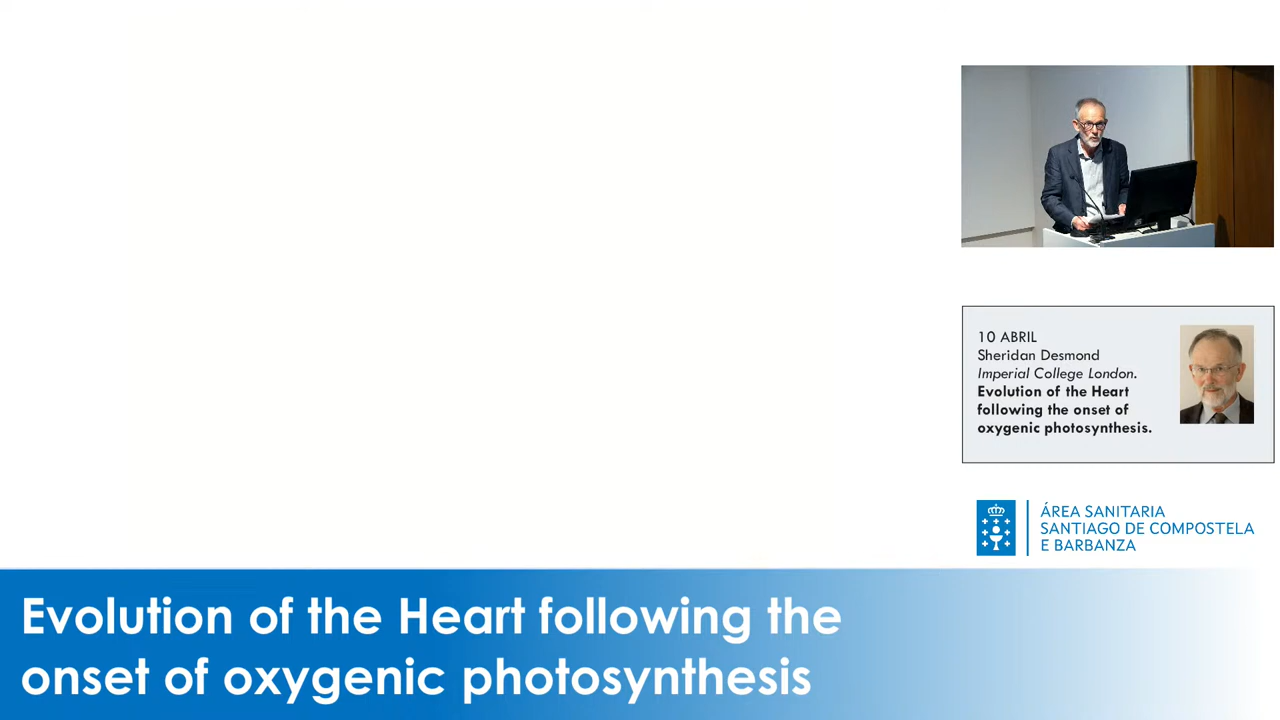 10 ABRIL
Sheridan Desmond
Imperial College London.
Evolution of the Heart
following the onset of
oxygenic photosynthesis.
ÁREA SANITARIA
SANTIAGO DE COMPOSTELA
E BARBANZA
Evolution of the Heart following the
onset of oxygenic photosynthesis